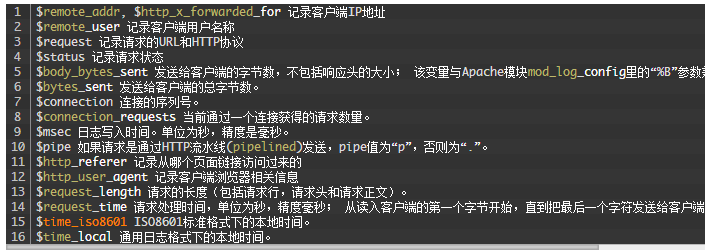 1 $remote_addr, $http_x_forwarded_for 记录客户端IP地址
2 $remote_user 记录客户端用户名称
3 $request 记录请求的URL和HTTP协议
4 $status 记录请求状态
5 $body_bytes_sent 发送给客户端的字节数，不包括响应头的大小； 该变量与Apache模块mod_log_config里的“%B”参数
6 $bytes_sent 发送给客户端的总字节数。
7 $connection 连接的序列号。
8 $connection_requests 当前通过一个连接获得的请求数量。
9 $msec 日志写入时间。单位为秒，精度是毫秒。
10 $pipe 如果请求是通过HTTP流水线(pipelined)发送，pipe值为“p”，否则为“.”。
11 $http_referer 记录从哪个页面链接访问过来的
12 $http_user_agent 记录客户端浏览器相关信息
13 $request_length 请求的长度（包括请求行，请求头和请求正文）。
14 $request_time 请求处理时间，单位为秒，精度毫秒； 从读入客户端的第一个字节开始，直到把最后一个字符发送给客户端
15 $time_iso8601 ISO8601标准格式下的本地时间。
16 $time_local 通用日志格式下的本地时间。